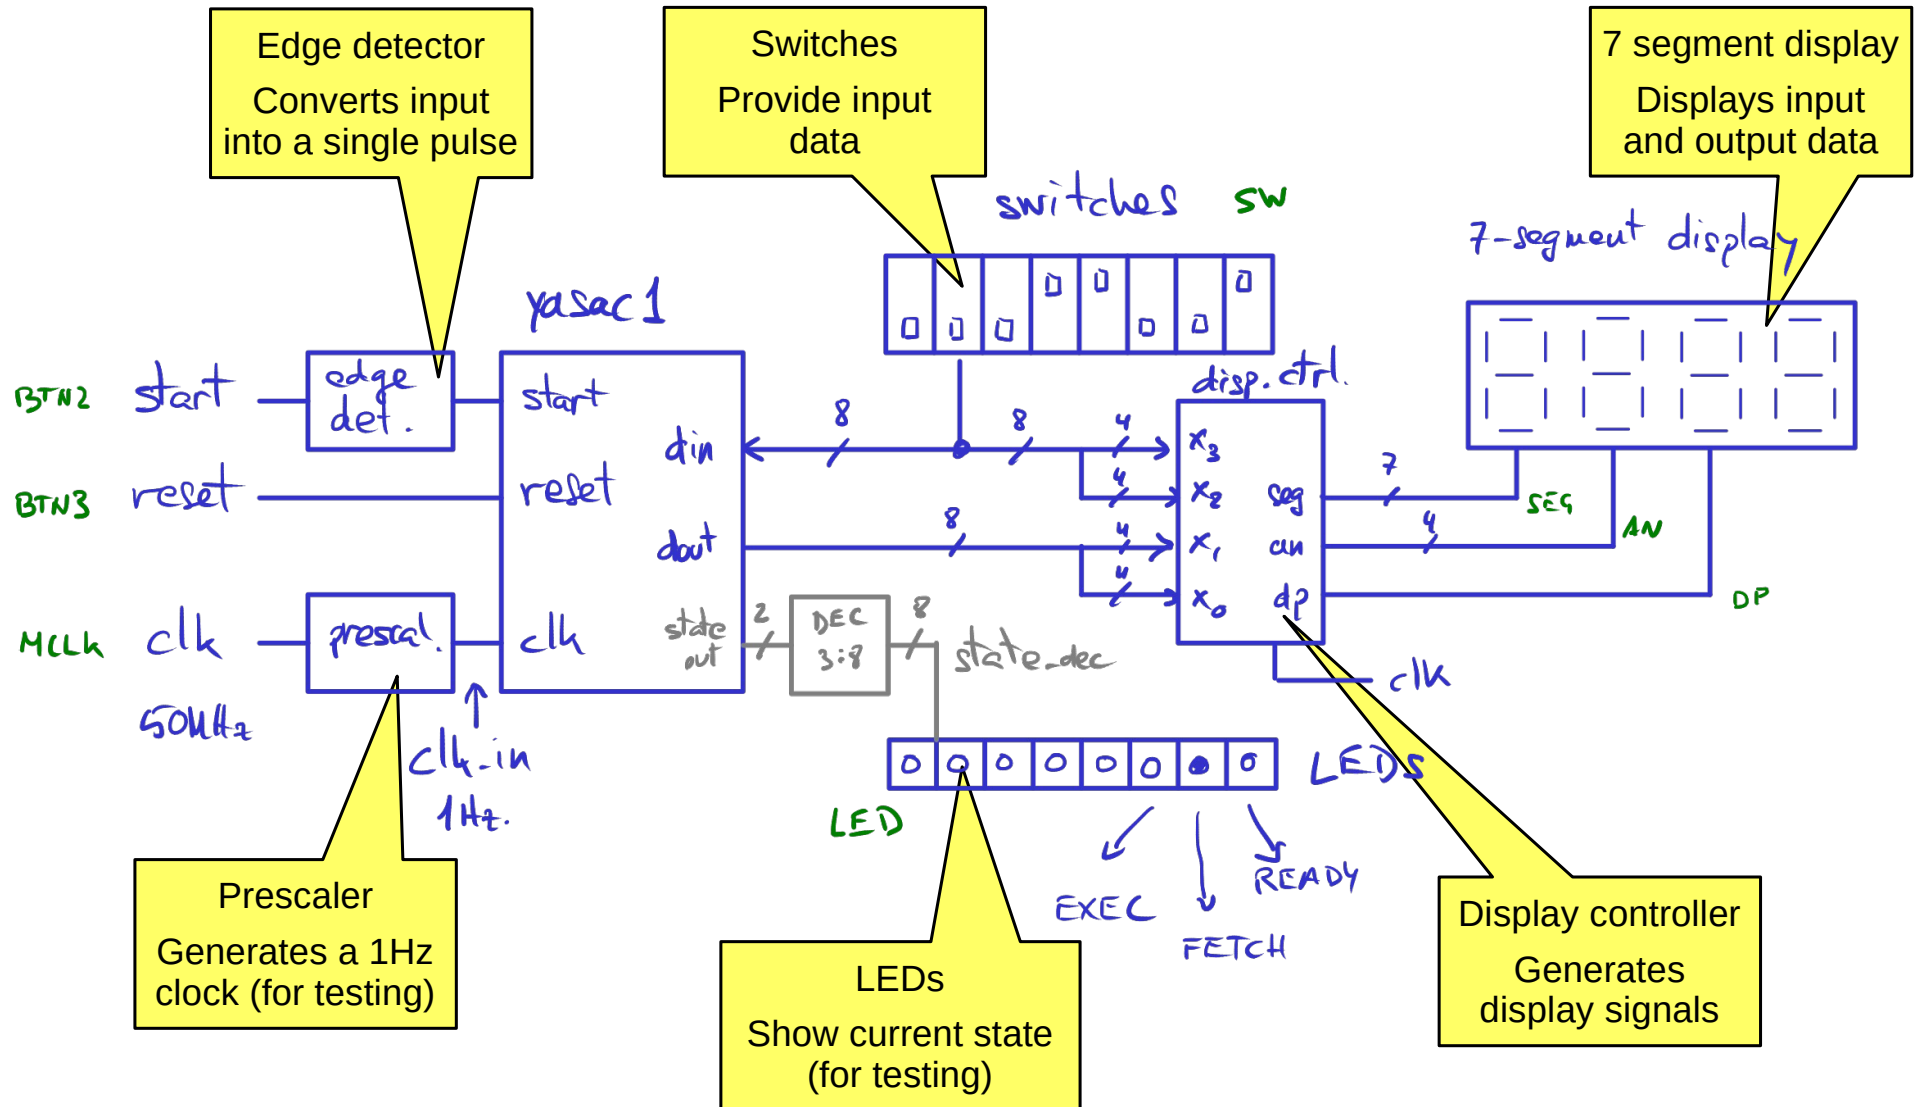 Edge detector
Converts input
into a single pulse
Switches
Provide input
data
7 segment display
Displays input
and output data
switches SW
7-segment display
yasac1
disp. ctrl.
BTN2 start
edge
det.
start
din
8
8
4
x3
4
x2
seg
7
SEG
BTN3 reset
reset
dout
8
4
x1
an
4
AN
4
x0
dp
DP
MCLK clk
prescal.
clk
state
out
2
DEC
3:8
8
state_dec
clk
50MHz
clk_in
1Hz.
LEDS
LED
EXEC
FETCH
READY
Prescaler
Generates a 1Hz
clock (for testing)
LEDs
Show current state
(for testing)
Display controller
Generates
display signals